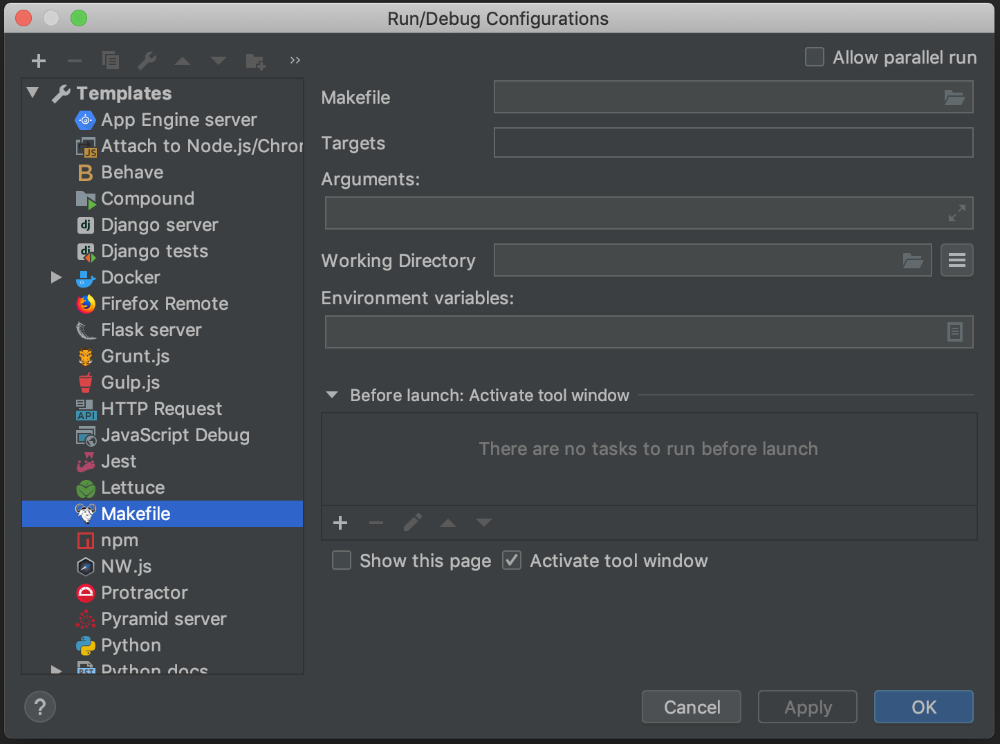 Run/Debug Configurations
Allow parallel run
Templates
App Engine server
Attach to Node.js/Chror
Behave
Compound
Django server
Django tests
Docker
Firefox Remote
Flask server
Grunt.js
Gulp.js
HTTP Request
JavaScript Debug
Jest
Lettuce
Makefile
npm
NW.js
Protractor
Pyramid server
Python
Python docs
Makefile
Targets
Arguments:
Working Directory
Environment variables:
Before launch: Activate tool window
There are no tasks to run before launch
Show this page
Activate tool window
?
Cancel
Apply
OK